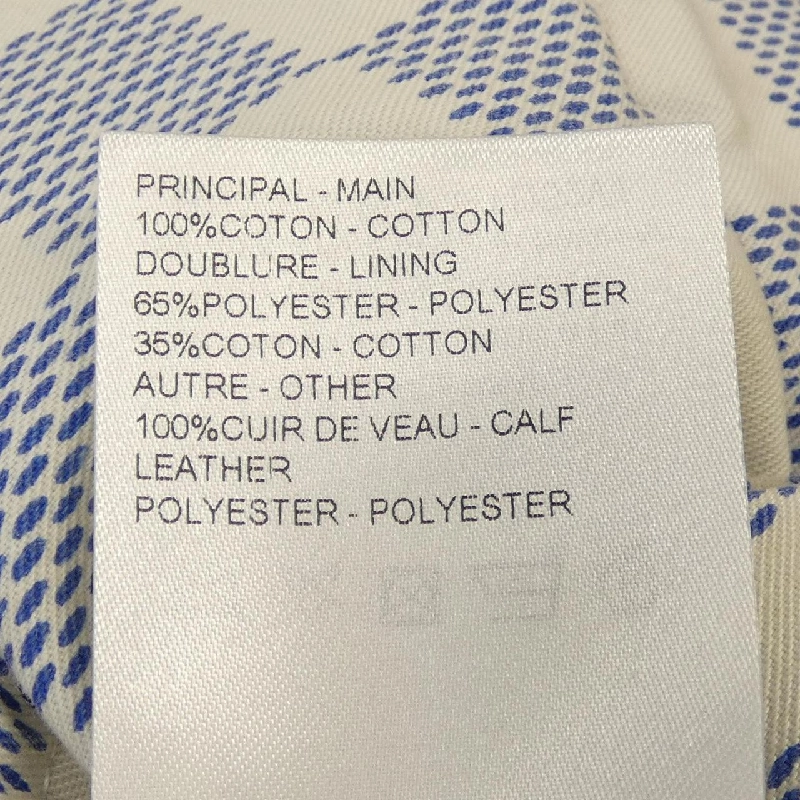 PRINCIPAL - MAIN
100%COTON - COTTON
DOUBLURE - LINING
65%POLYESTER - POLYESTER
35%COTON - COTTON
AUTRE - OTHER
100%CUIR DE VEAU - CALF
LEATHER
POLYESTER - POLYESTER